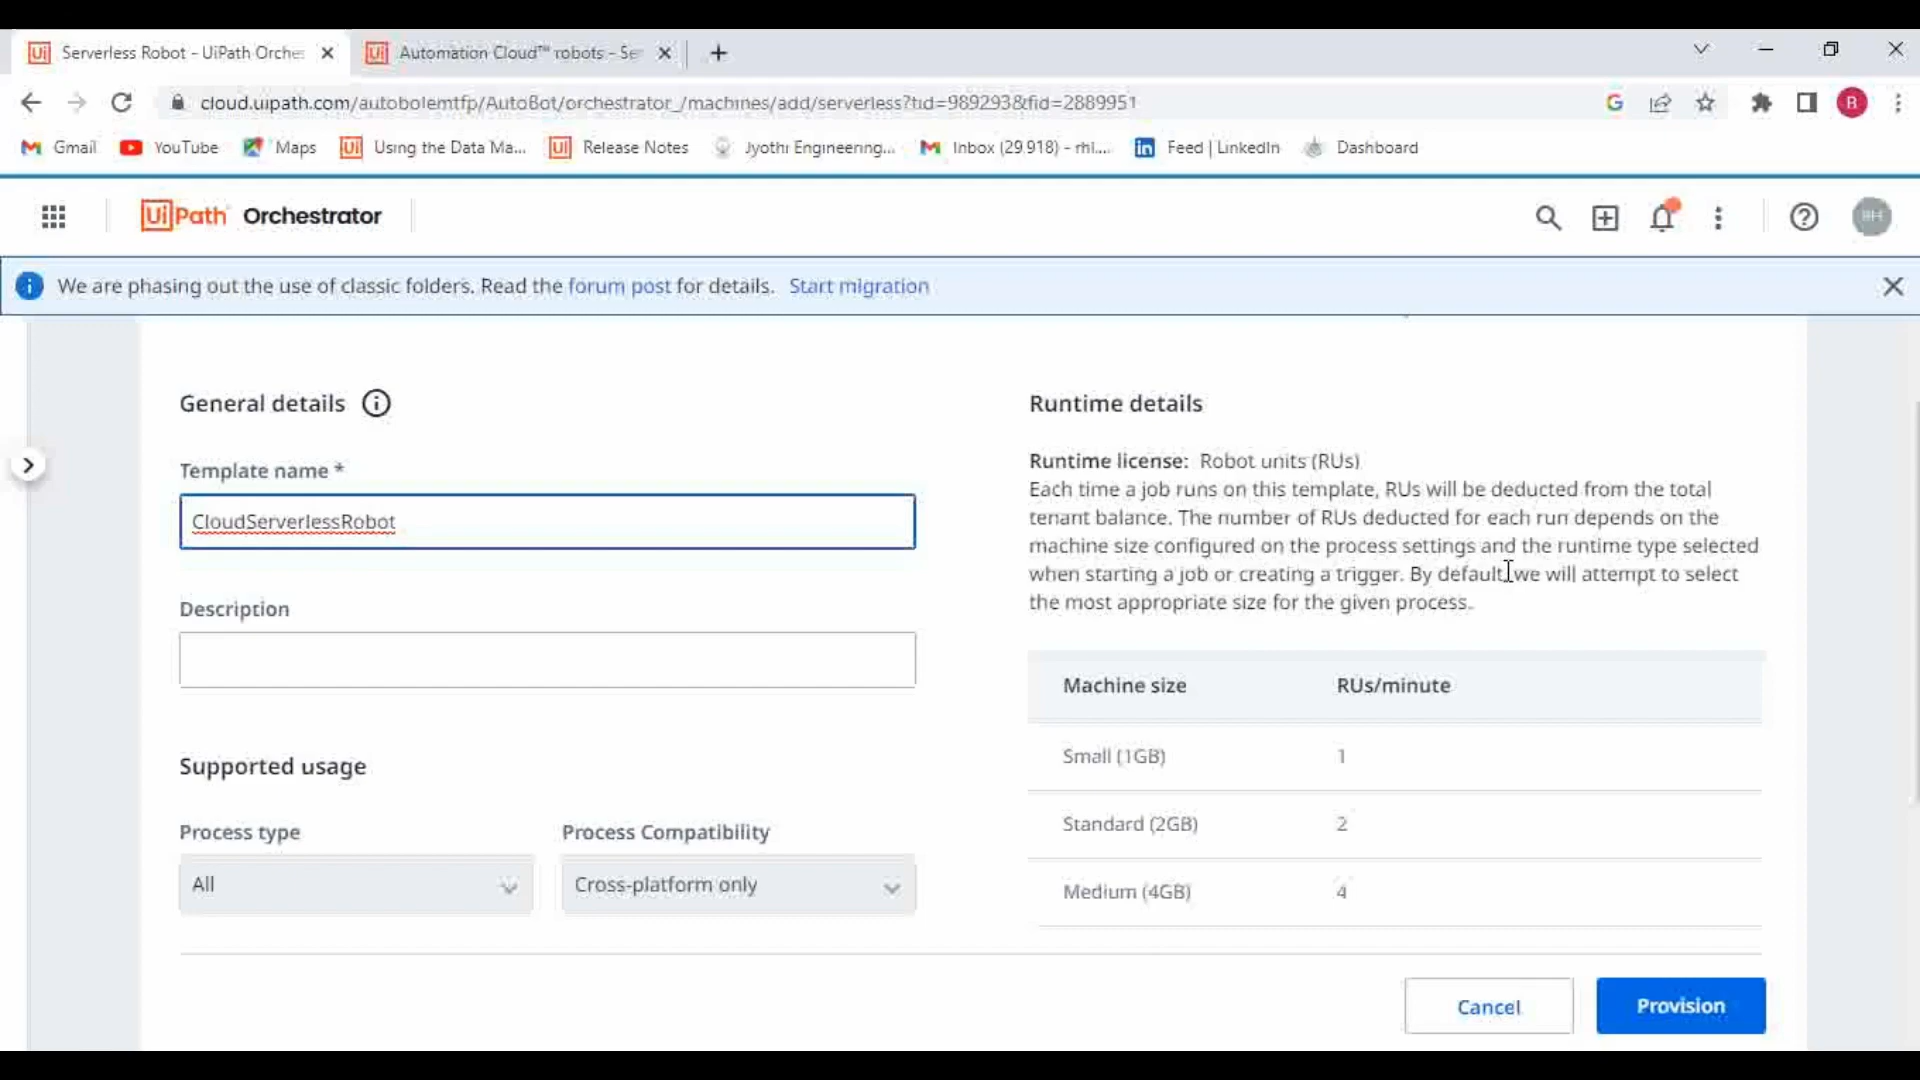 Serverless Robot - UiPath Orche:
Automation Cloud™ robots - Se
cloud.uipath.com/autobolemtfp/AutoBot/orchestrator_/machines/add/serverless?tid=989293&fid=2889951
Gmail
YouTube
Maps
Using the Data Ma...
Release Notes
Jyothi Engineering...
Inbox (29 918) - rhi....
Feed | LinkedIn
Dashboard
UiPath Orchestrator
RH
We are phasing out the use of classic folders. Read the forum post for details. Start migration
General details
Template name *
CloudServerlessRobot
Description
Supported usage
Process type
All
Process Compatibility
Cross-platform only
Runtime details
Runtime license: Robot units (RUs)
Each time a job runs on this template, RUs will be deducted from the total
tenant balance. The number of RUs deducted for each run depends on the
machine size configured on the process settings and the runtime type selected
when starting a job or creating a trigger. By default, we will attempt to select
the most appropriate size for the given process.
Machine size RUs/minute
Small (1GB) 1
Standard (2GB) 2
Medium (4GB) 4
Cancel
Provision